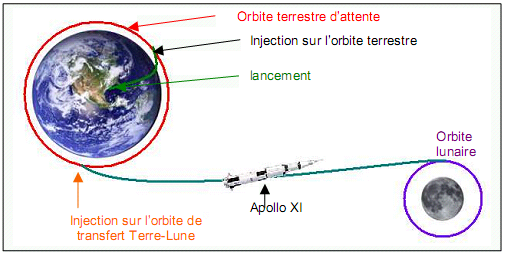 Orbite terrestre d'attente
Injection sur l'orbite terrestre
lancement
Orbite
lunaire
Apollo XI
Injection sur l'orbite de
transfert Terre-Lune